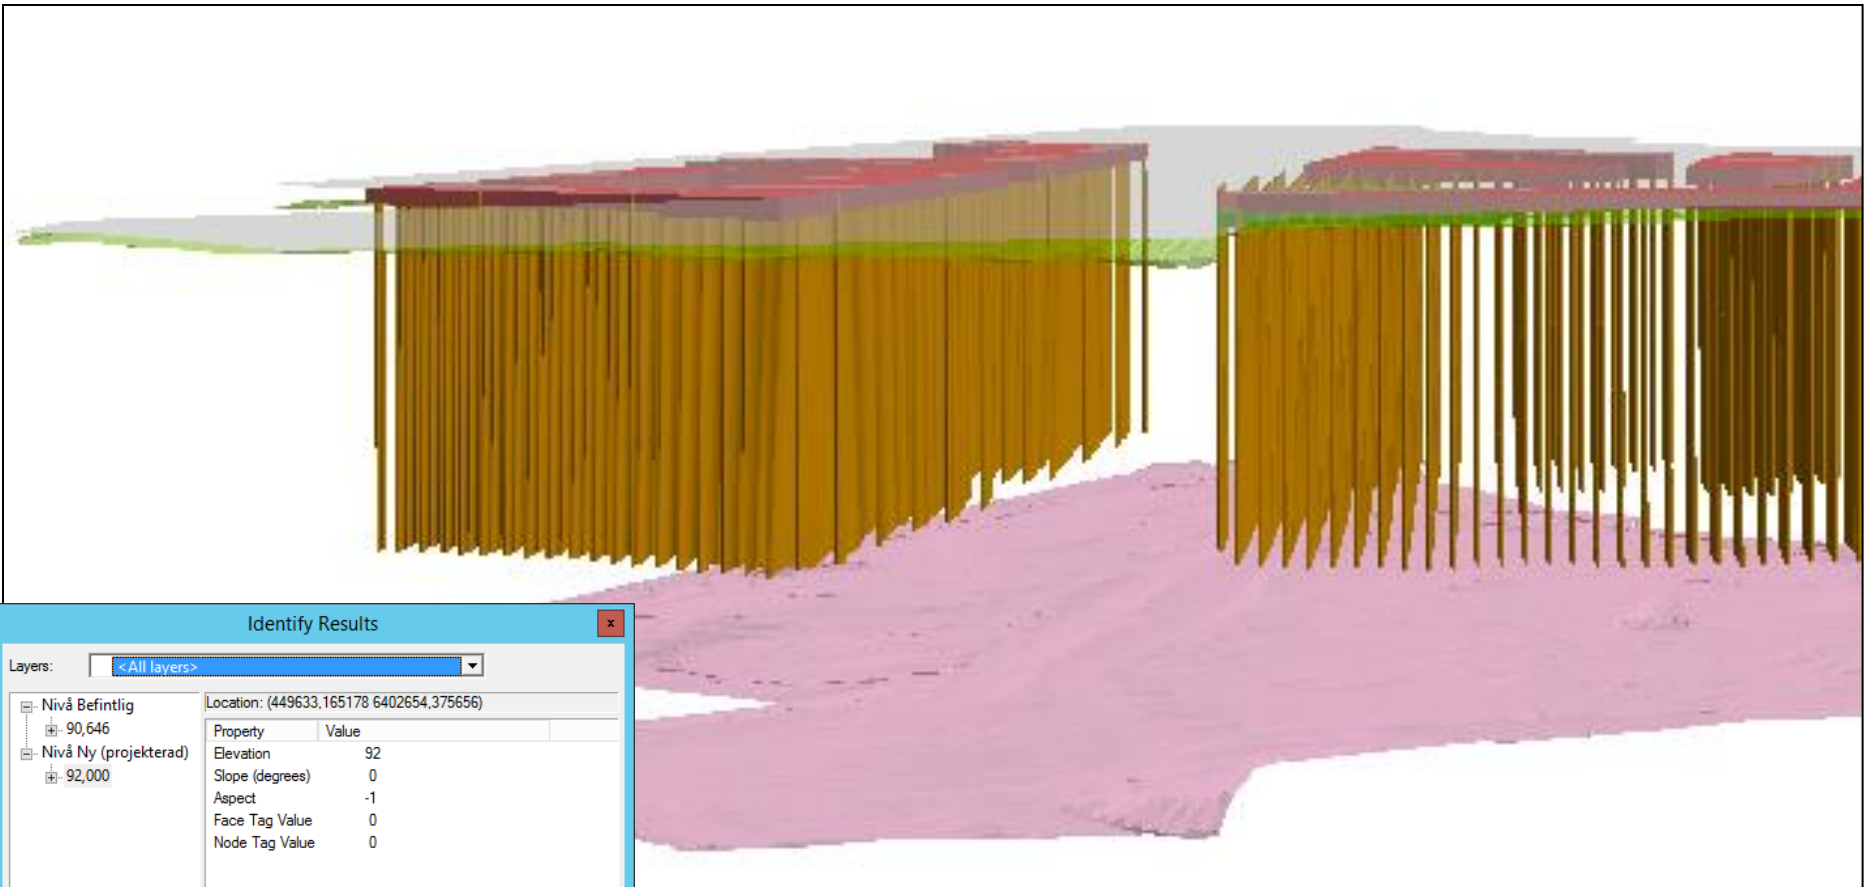 Identify Results
x
Layers: <All layers>
Nivå Befintlig
90,646
Nivå Ny (projekterad)
92,000
Location: (449633,165178 6402654,375656)
Property Value
Elevation 92
Slope (degrees) 0
Aspect -1
Face Tag Value 0
Node Tag Value 0